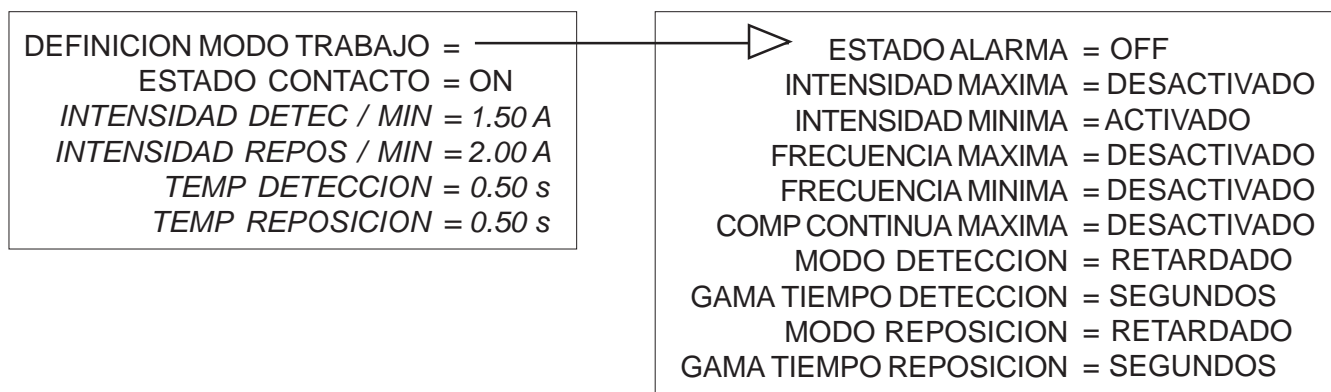 DEFINICION MODO TRABAJO =
ESTADO CONTACTO = ON
INTENSIDAD DETEC / MIN = 1.50 A
INTENSIDAD REPOS / MIN = 2.00 A
TEMP DETECCION = 0.50 s
TEMP REPOSICION = 0.50 s
ESTADO ALARMA = OFF
INTENSIDAD MAXIMA = DESACTIVADO
INTENSIDAD MINIMA = ACTIVADO
FRECUENCIA MAXIMA = DESACTIVADO
FRECUENCIA MINIMA = DESACTIVADO
COMP CONTINUA MAXIMA = DESACTIVADO
MODO DETECCION = RETARDADO
GAMA TIEMPO DETECCION = SEGUNDOS
MODO REPOSICION = RETARDADO
GAMA TIEMPO REPOSICION = SEGUNDOS